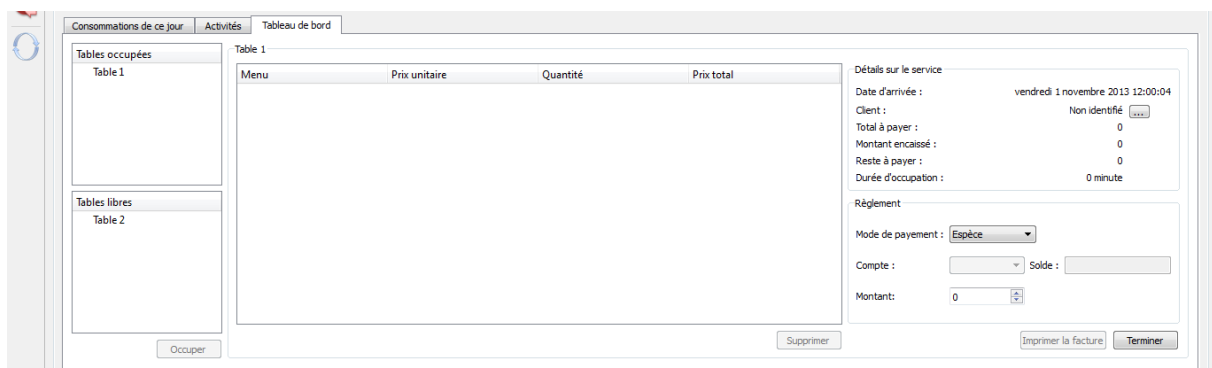 Consommations de ce jour Activités Tableau de bord
Tables occupées
Table 1
Tables libres
Table 2
Occuper
Table 1
Menu Prix unitaire Quantité Prix total
Supprimer
Détails sur le service
Date d'arrivée : vendredi 1 novembre 2013 12:00:04
Client : Non identifié ...
Total à payer : 0
Montant encaissé : 0
Reste à payer : 0
Durée d'occupation : 0 minute
Règlement
Mode de payement : Espèce
Compte : Solde :
Montant: 0
Imprimer la facture Terminer